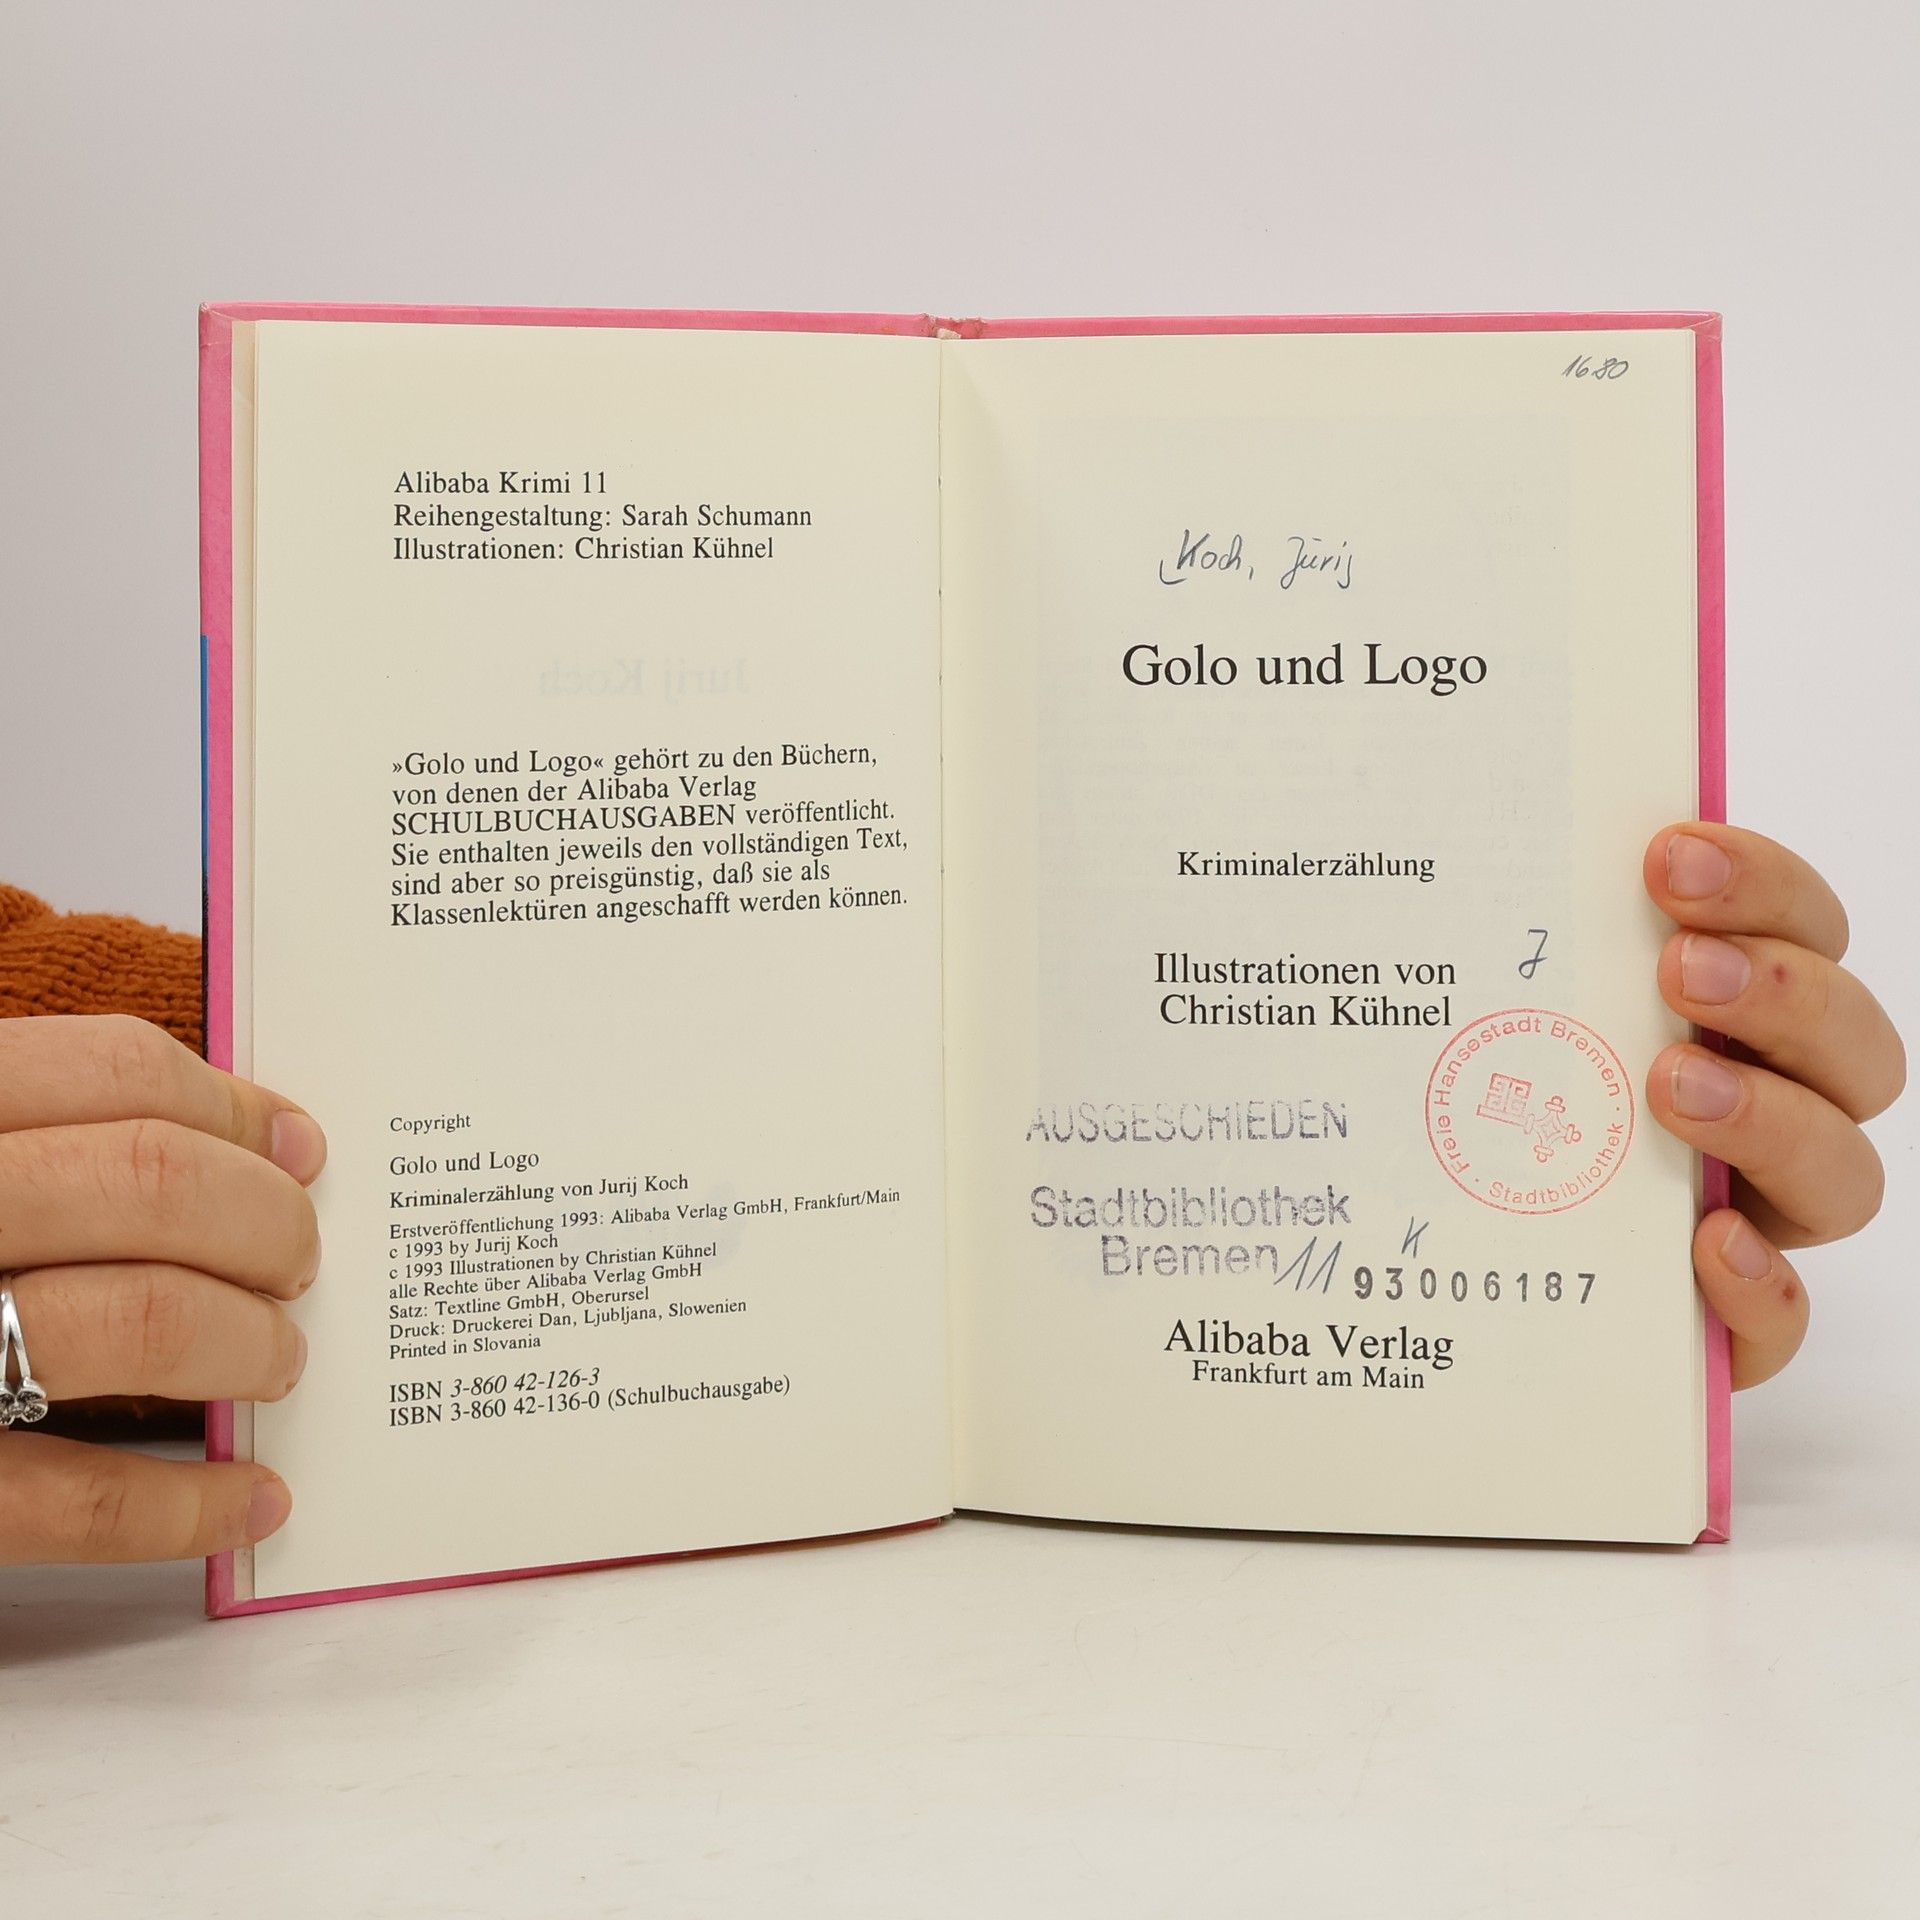 Alibaba Krimi 11
Reihengestaltung: Sarah Schumann
Illustrationen: Christian Kühnel
Jurij Koch
»Golo und Logo« gehört zu den Büchern,
von denen der Alibaba Verlag
SCHULBUCHAUSGABEN veröffentlicht.
Sie enthalten jeweils den vollständigen Text,
sind aber so preisgünstig, daß sie als
Klassenlektüren angeschafft werden können.
Copyright
Golo und Logo
Kriminalerzählung von Jurij Koch
Erstveröffentlichung 1993: Alibaba Verlag GmbH, Frankfurt/Main
c 1993 by Jurij Koch
c 1993 Illustrationen by Christian Kühnel
alle Rechte über Alibaba Verlag GmbH
Satz: Textline GmbH, Oberursel
Druck: Druckerei Dan, Ljubljana, Slowenien
Printed in Slovania
ISBN 3-860 42-126-3
ISBN 3-860 42-136-0 (Schulbuchausgabe)
1680
Koch, Jurij
Golo und Logo
Kriminalerzählung
Illustrationen von
Christian Kühnel
J
Freie Hansestadt Bremen · Stadtbibliothek ·
AUSGESCHIEDEN
Stadtbibliothek
Bremen 11
K
93006187
Alibaba Verlag
Frankfurt am Main